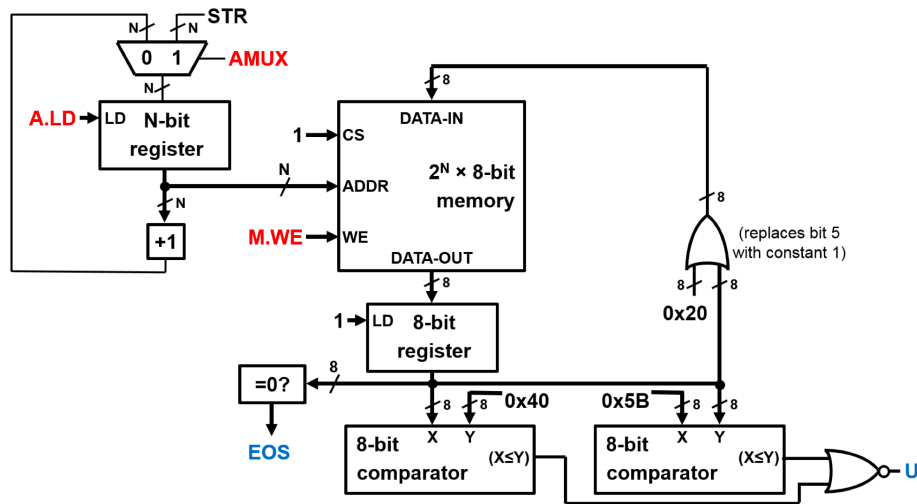 N
N
STR
0 1
AMUX
N
A.LD
LD
N-bit
register
N
+1
N
8
DATA-IN
1
CS
ADDR
2ᴺ × 8-bit
memory
M.WE
WE
DATA-OUT
8
8
(replaces bit 5
with constant 1)
8
8
0x20
1
LD
8-bit
register
=0?
8
EOS
8
8
0x40
X
Y
8-bit
comparator
(X≤Y)
0x5B
8
8
X
Y
8-bit
comparator
(X≤Y)
U